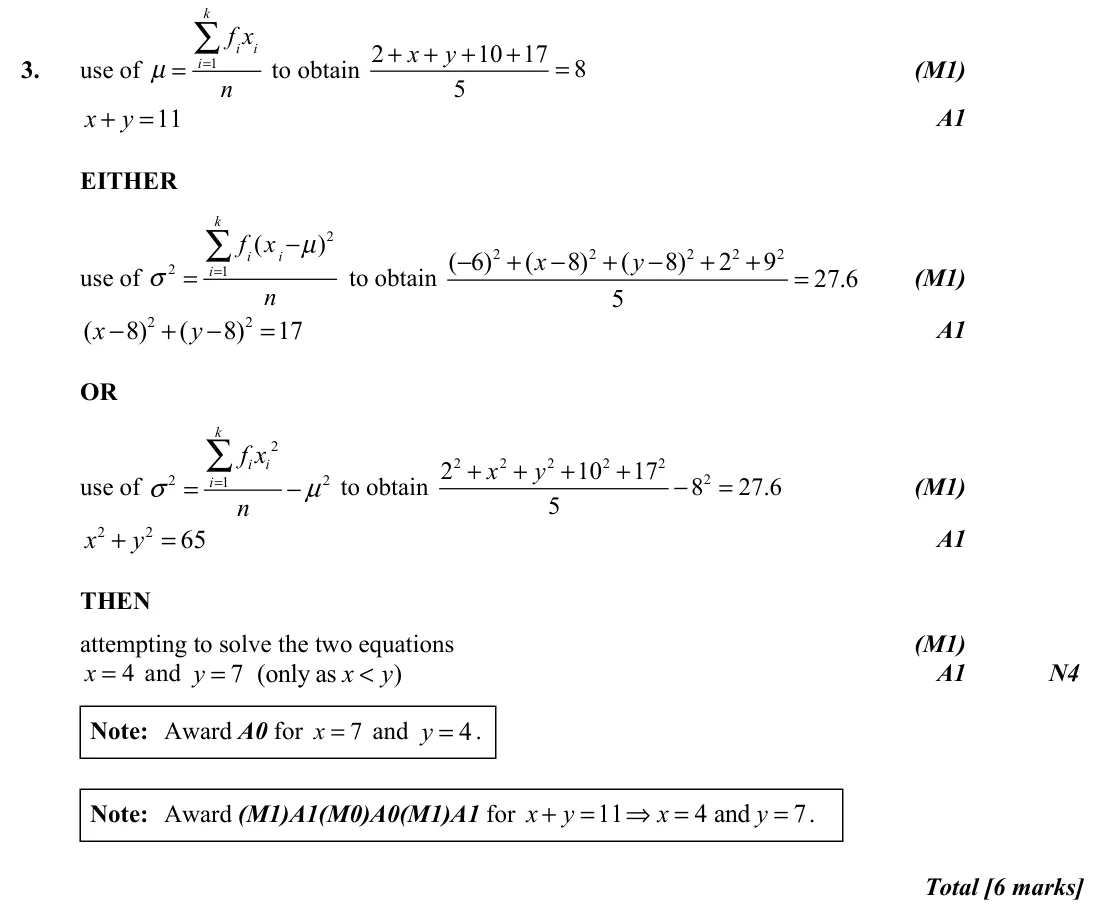 3. use of μ = (∑_{i=1}^{k} f_i x_i)/n to obtain (2 + x + y + 10 + 17)/5 = 8 (M1)
x + y = 11 A1
EITHER
use of σ² = (∑_{i=1}^{k} f_i (x_i − μ)²)/n to obtain ((−6)² + (x − 8)² + (y − 8)² + 2² + 9²)/5 = 27.6 (M1)
(x − 8)² + (y − 8)² = 17 A1
OR
use of σ² = (∑_{i=1}^{k} f_i x_i²)/n − μ² to obtain (2² + x² + y² + 10² + 17²)/5 − 8² = 27.6 (M1)
x² + y² = 65 A1
THEN
attempting to solve the two equations (M1)
x = 4 and y = 7 (only as x < y) A1 N4
Note: Award A0 for x = 7 and y = 4.
Note: Award (M1)A1(M0)A0(M1)A1 for x + y = 11 ⇒ x = 4 and y = 7.
Total [6 marks]